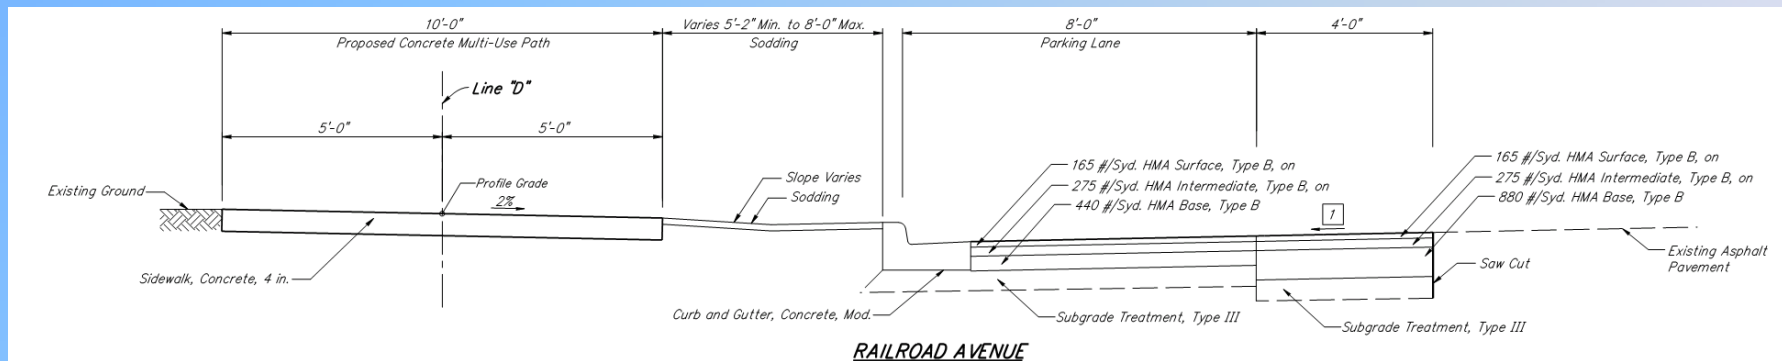 10'-0"
Proposed Concrete Multi-Use Path
Varies 5'-2" Min. to 8'-0" Max.
Sodding
8'-0"
Parking Lane
4'-0"
Line "D"
5'-0"
5'-0"
Existing Ground
Profile Grade
2%
Slope Varies
Sodding
165 #/Syd. HMA Surface, Type B, on
275 #/Syd. HMA Intermediate, Type B, on
440 #/Syd. HMA Base, Type B
1
165 #/Syd. HMA Surface, Type B, on
275 #/Syd. HMA Intermediate, Type B, on
880 #/Syd. HMA Base, Type B
Existing Asphalt
Pavement
Saw Cut
Sidewalk, Concrete, 4 in.
Curb and Gutter, Concrete, Mod.
Subgrade Treatment, Type III
Subgrade Treatment, Type III
RAILROAD AVENUE